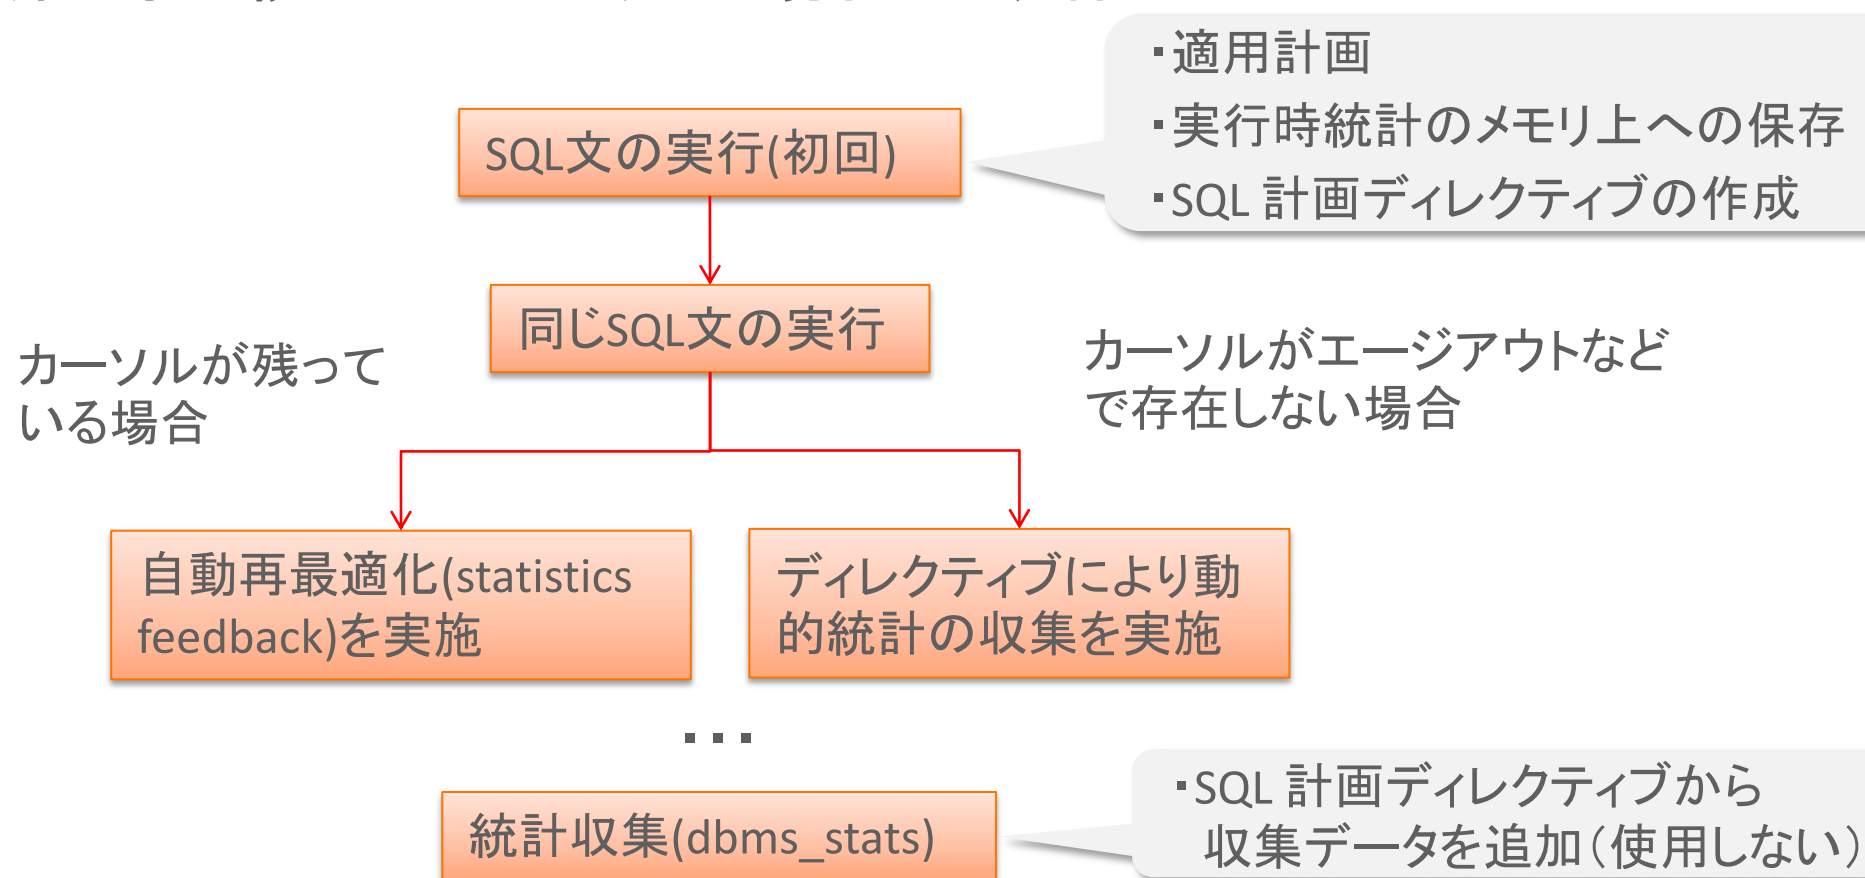 ・適用計画
・実行時統計のメモリ上への保存
・SQL 計画ディレクティブの作成
SQL文の実行(初回)
同じSQL文の実行
カーソルが残って
いる場合
カーソルがエージアウトなど
で存在しない場合
自動再最適化(statistics
feedback)を実施
ディレクティブにより動
的統計の収集を実施
・・・
統計収集(dbms_stats)
・SQL 計画ディレクティブから
収集データを追加（使用しない）